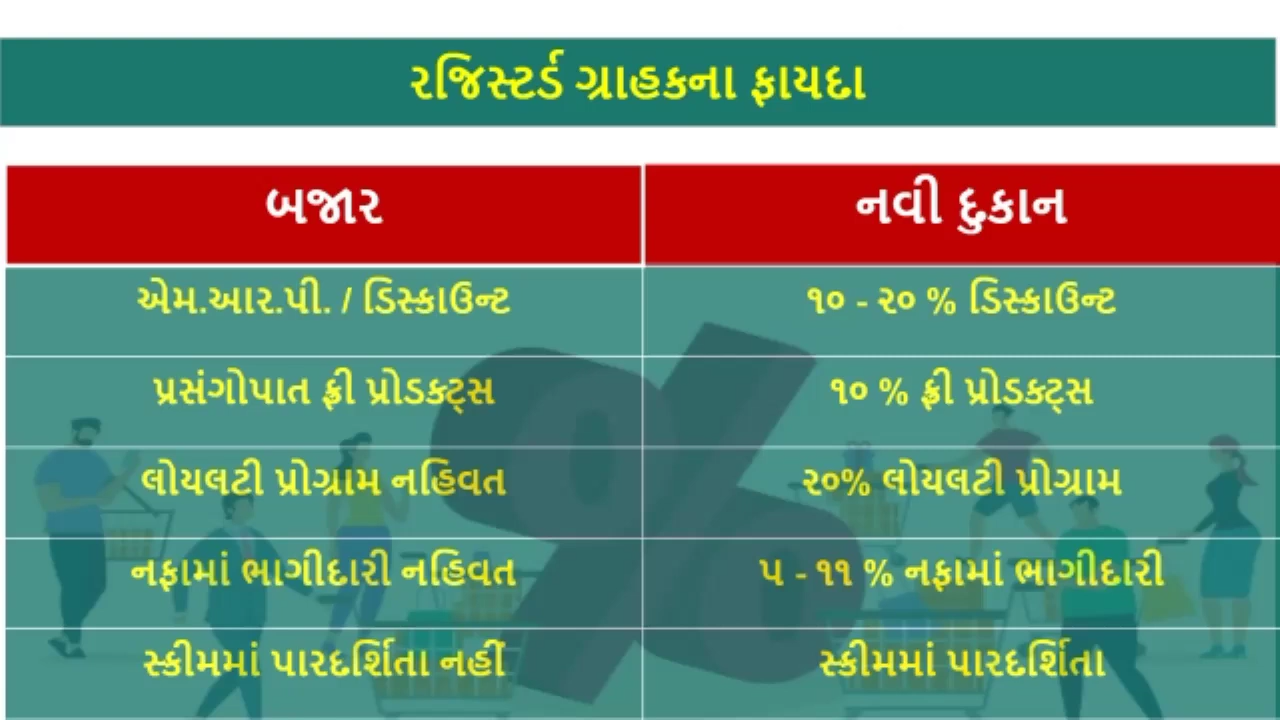 રજિસ્ટર્ડ ગ્રાહકના ફાયદા
બજાર
નવી દુકાન
એમ.આર.પી. / ડિસ્કાઉન્ટ
૧૦ - ૨૦ % ડિસ્કાઉન્ટ
પ્રસંગોપાત ફ્રી પ્રોડક્ટ્સ
૧૦ % ફ્રી પ્રોડક્ટ્સ
લોયલટી પ્રોગ્રામ નહિવત
૨૦% લોયલટી પ્રોગ્રામ
નફામાં ભાગીદારી નહિવત
૫ - ૧૧ % નફામાં ભાગીદારી
સ્કીમમાં પારદર્શિતા નહીં
સ્કીમમાં પારદર્શિતા